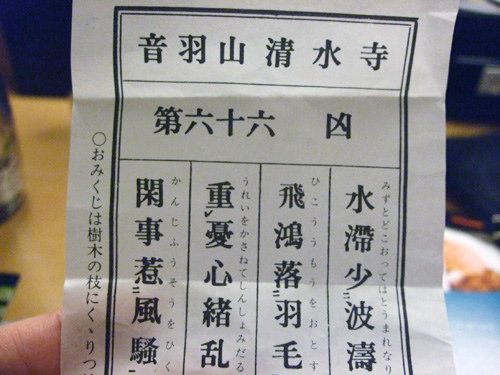 音羽山清水寺
第六十六 凶
みずとどこおってはとうまれなり
水滯少波濤
ひこううもうをおとす
飛鴻落羽毛
うれいをかさねてしんしょみだる
重憂心緒乱
かんじふうそうをひく
閑事惹風騷
○おみくじは樹木の枝にくゝりつ